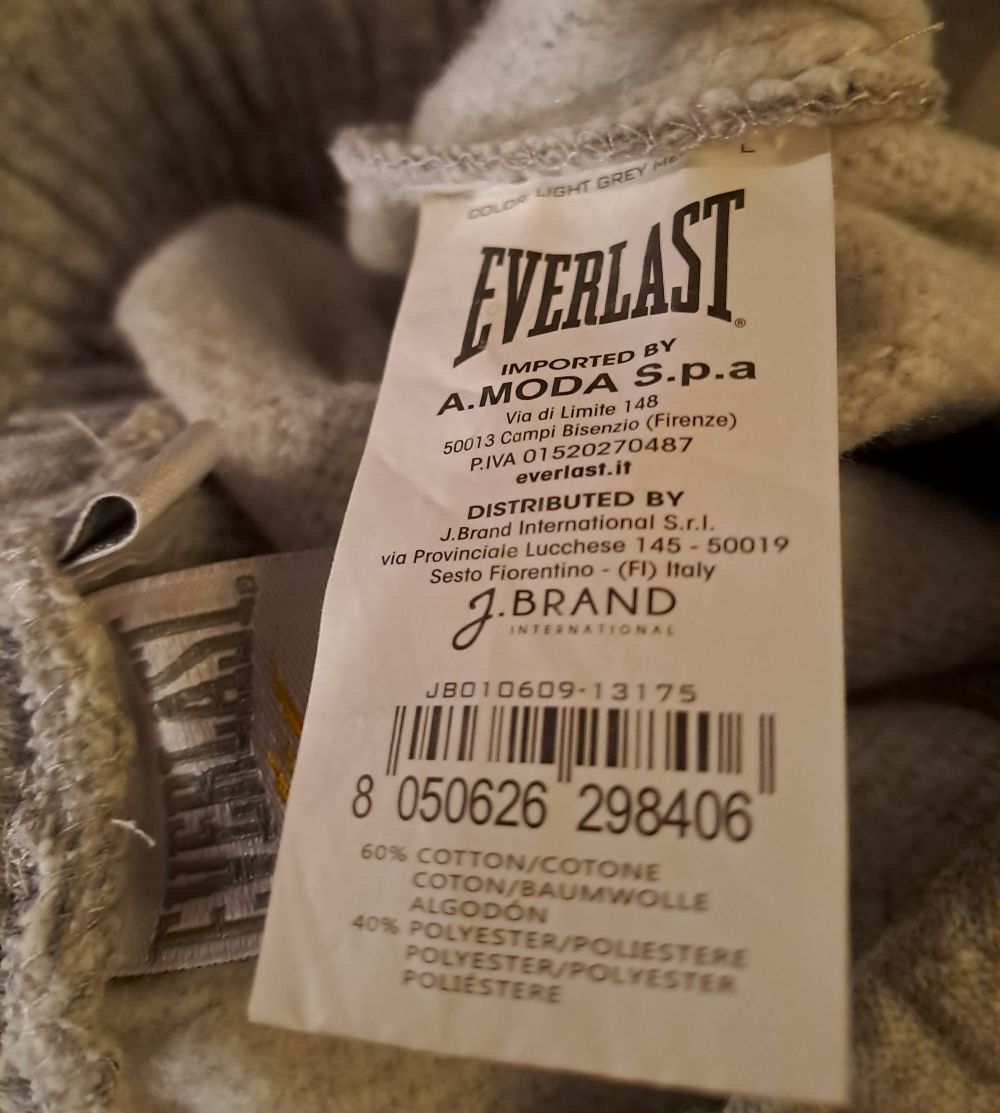 COLOR: LIGHT GREY L
EVERLAST®
IMPORTED BY
A.MODA S.p.a
Via di Limite 148
50013 Campi Bisenzio (Firenze)
P.IVA 01520270487
everlast.it
DISTRIBUTED BY
J.Brand International S.r.l.
via Provinciale Lucchese 145 - 50019
Sesto Fiorentino - (FI) Italy
J.BRAND
INTERNATIONAL
JB010609-13175
8 050626 298406
60% COTTON/COTONE
COTON/BAUMWOLLE
ALGODÓN
40% POLYESTER/POLIESTERE
POLYESTER/POLYESTER
POLIÉSTERE
EVERLAST®